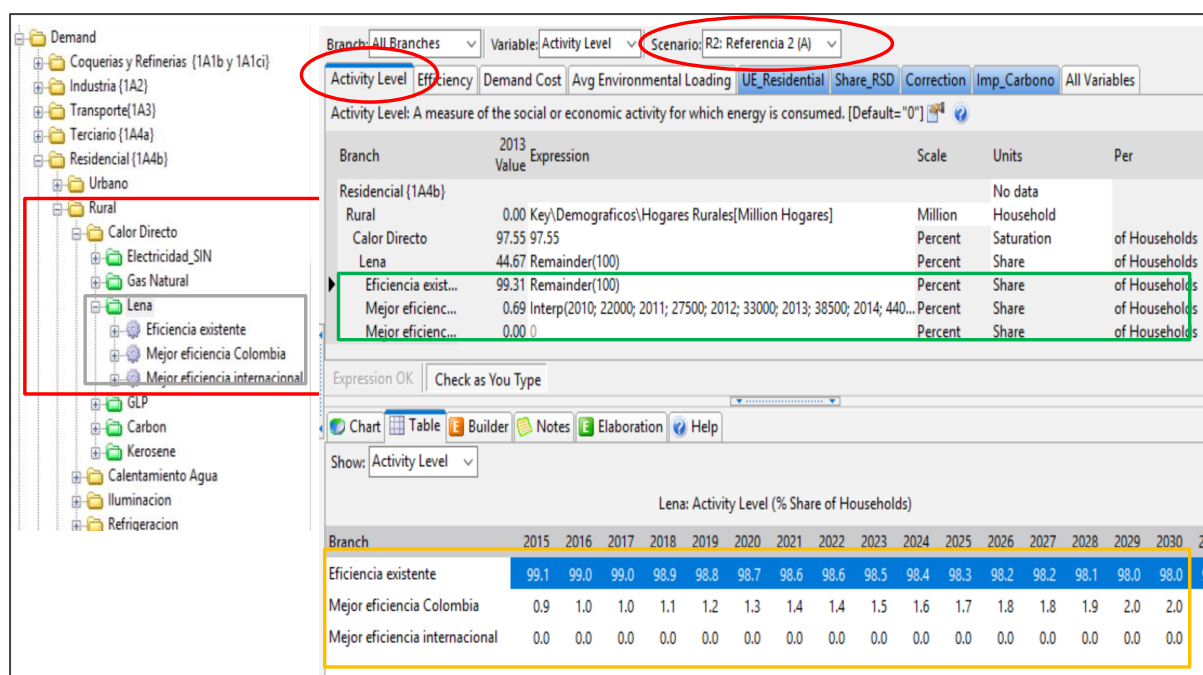 Demand
Coquerias y Refinerias {1A1b y 1A1ci}
Industria {1A2}
Transporte{1A3}
Terciario {1A4a}
Residencial {1A4b}
Urbano
Rural
Calor Directo
Electricidad_SIN
Gas Natural
Lena
Eficiencia existente
Mejor eficiencia Colombia
Mejor eficiencia internacional
GLP
Carbon
Kerosene
Calentamiento Agua
Iluminacion
Refrigeracion
Branch: All Branches Variable: Activity Level Scenario: R2: Referencia 2 (A)
Activity Level Efficiency Demand Cost Avg Environmental Loading UE_Residential Share_RSD Correction Imp_Carbono All Variables
Activity Level: A measure of the social or economic activity for which energy is consumed. [Default="0"]
Branch 2013 Value Expression Scale Units Per
Residencial {1A4b} No data
Rural 0.00 Key\Demograficos\Hogares Rurales[Million Hogares] Million Household
Calor Directo 97.55 97.55 Percent Saturation of Households
Lena 44.67 Remainder(100) Percent Share of Households
Eficiencia exist... 99.31 Remainder(100) Percent Share of Households
Mejor eficienc... 0.69 Interp(2010; 22000; 2011; 27500; 2012; 33000; 2013; 38500; 2014; 440... Percent Share of Households
Mejor eficienc... 0.00 0 Percent Share of Households
Expression OK Check as You Type
Chart Table Builder Notes Elaboration Help
Show: Activity Level
Lena: Activity Level (% Share of Households)
Branch 2015 2016 2017 2018 2019 2020 2021 2022 2023 2024 2025 2026 2027 2028 2029 2030 2
Eficiencia existente 99.1 99.0 99.0 98.9 98.8 98.7 98.6 98.6 98.5 98.4 98.3 98.2 98.2 98.1 98.0 98.0
Mejor eficiencia Colombia 0.9 1.0 1.0 1.1 1.2 1.3 1.4 1.4 1.5 1.6 1.7 1.8 1.8 1.9 2.0 2.0
Mejor eficiencia internacional 0.0 0.0 0.0 0.0 0.0 0.0 0.0 0.0 0.0 0.0 0.0 0.0 0.0 0.0 0.0 0.0